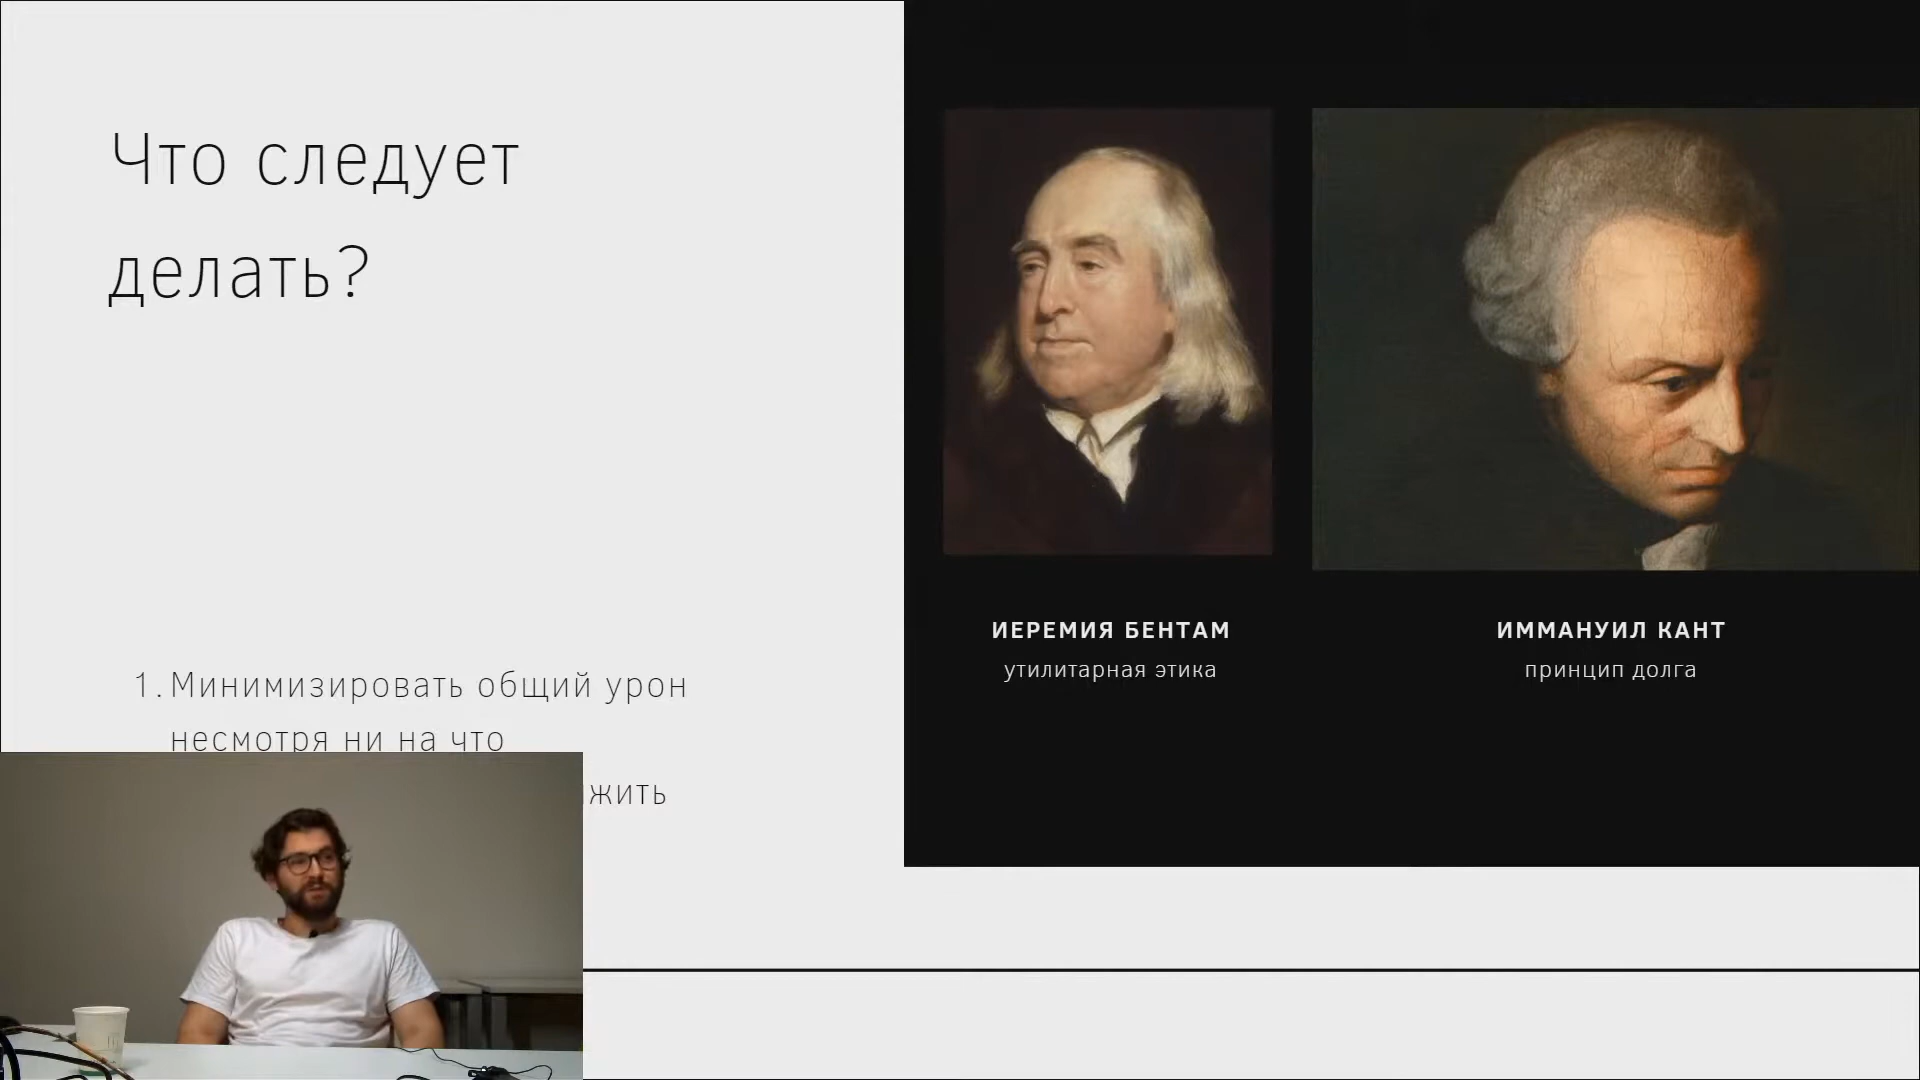 Что следует
делать?
1. Минимизировать общий урон
несмотря ни на что
ИЕРЕМИЯ БЕНТАМ
утилитарная этика
ИММАНУИЛ КАНТ
принцип долга